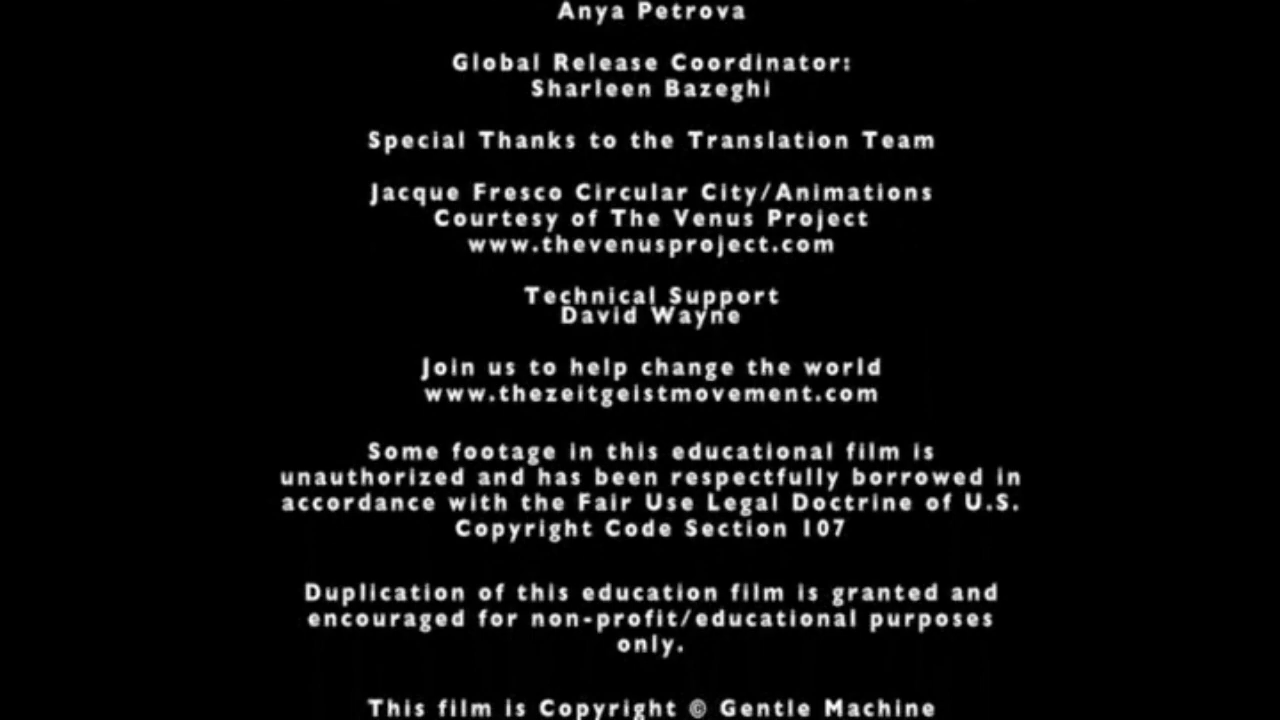 Anya Petrova
Global Release Coordinator:
Sharleen Bazeghi
Special Thanks to the Translation Team
Jacque Fresco Circular City/Animations
Courtesy of The Venus Project
www.thevenusproject.com
Technical Support
David Wayne
Join us to help change the world
www.thezeitgeistmovement.com
Some footage in this educational film is
unauthorized and has been respectfully borrowed in
accordance with the Fair Use Legal Doctrine of U.S.
Copyright Code Section 107
Duplication of this education film is granted and
encouraged for non-profit/educational purposes
only.
This film is Copyright © Gentle Machine